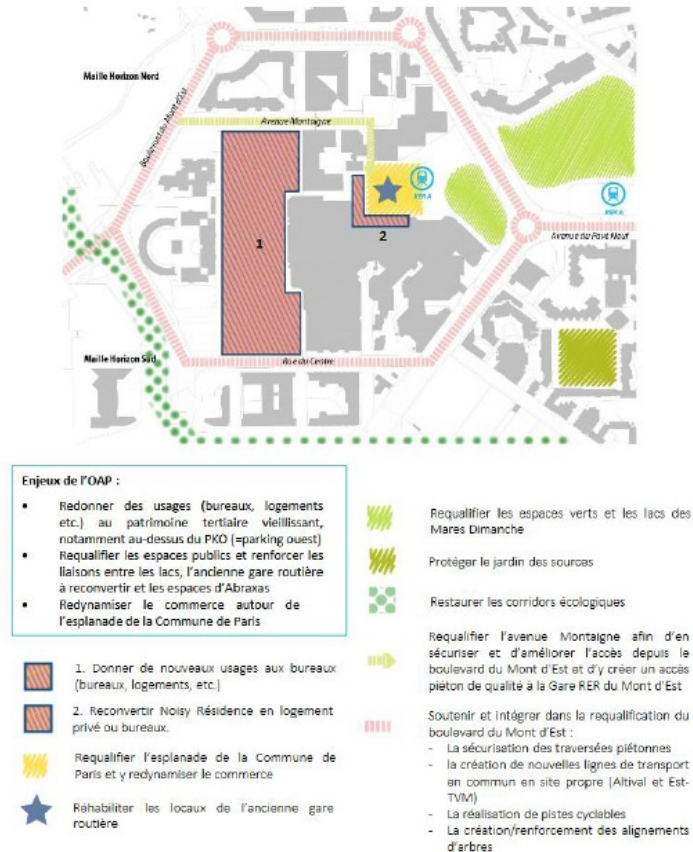 Maille Horizon Nord
Boulevard du Mont d'Est
Avenue Montaigne
RER A
RER A
1
2
Avenue du Pavé Neuf
Maille Horizon Sud
Rue du Centre
Enjeux de l'OAP :
• Redonner des usages (bureaux, logements
etc.) au patrimoine tertiaire vieillissant,
notamment au-dessus du PKO (=parking ouest)
• Requalifier les espaces publics et renforcer les
liaisons entre les lacs, l'ancienne gare routière
à reconvertir et les espaces d'Abraxas
• Redynamiser le commerce autour de
l'esplanade de la Commune de Paris
1. Donner de nouveaux usages aux bureaux
(bureaux, logements, etc.)
2. Reconvertir Noisy Résidence en logement
privé ou bureaux.
Requalifier l'esplanade de la Commune de
Paris et y redynamiser le commerce
Réhabiliter les locaux de l'ancienne gare
routière
Requalifier les espaces verts et les lacs des
Mares Dimanche
Protéger le jardin des sources
Restaurer les corridors écologiques
Requalifier l'avenue Montaigne afin d'en
sécuriser et d'améliorer l'accès depuis le
boulevard du Mont d'Est et d'y créer un accès
piéton de qualité à la Gare RER du Mont d'Est
Soutenir et intégrer dans la requalification du
boulevard du Mont d'Est :
- La sécurisation des traversées piétonnes
- la création de nouvelles lignes de transport
en commun en site propre (Altival et Est-
TVM)
- La réalisation de pistes cyclables
- La création/renforcement des alignements
d'arbres